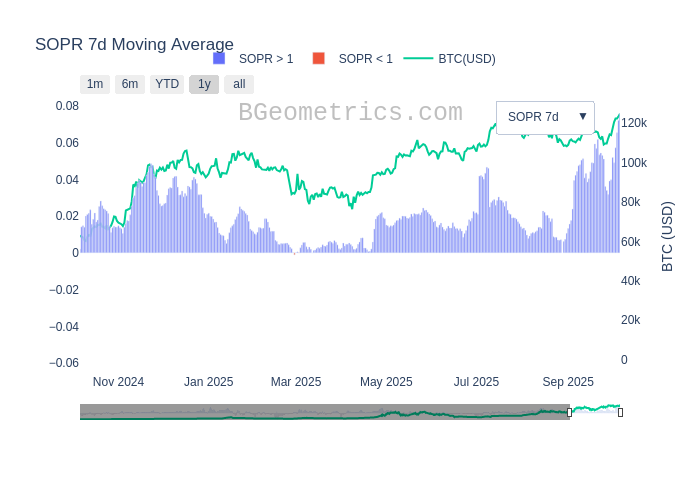 SOPR 7d Moving Average
SOPR > 1
SOPR < 1
BTC(USD)
1m
6m
YTD
1y
all
BGeometrics.com
SOPR 7d ▼
0.08
0.06
0.04
0.02
0
−0.02
−0.04
−0.06
120k
100k
80k
60k
40k
20k
0
BTC (USD)
Nov 2024
Jan 2025
Mar 2025
May 2025
Jul 2025
Sep 2025